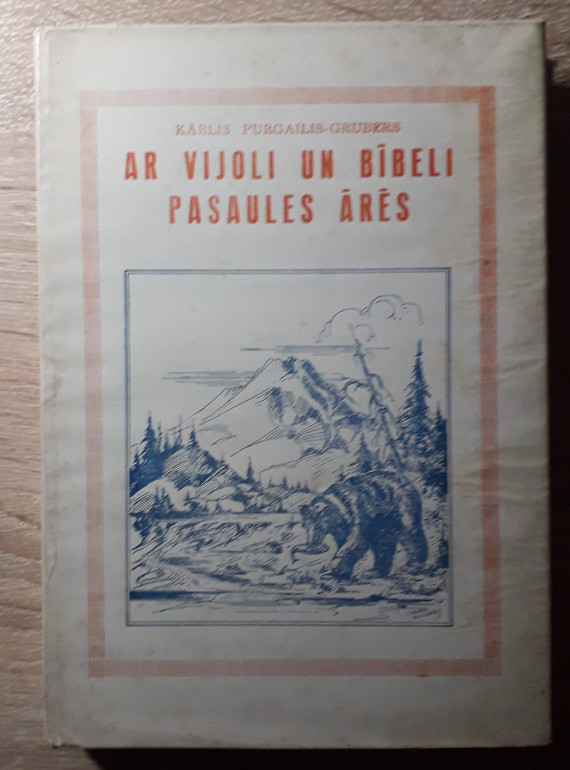 KĀRLIS PURGAILIS-GRUBERS
AR VIJOLI UN BĪBELI
PASAULES ĀRĒS